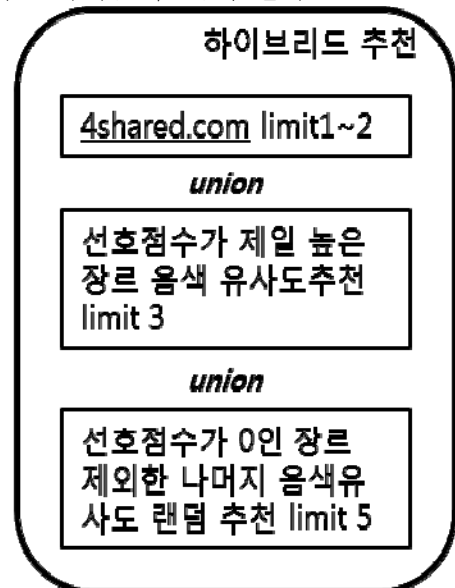 하이브리드 추천
4shared.com limit1~2
union
선호점수가 제일 높은
장르 음색 유사도추천
limit 3
union
선호점수가 0인 장르
제외한 나머지 음색유
사도 랜덤 추천 limit 5